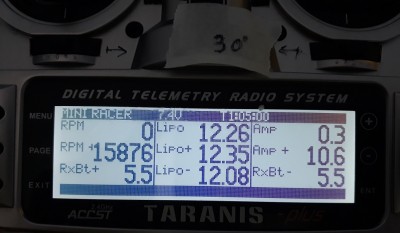 30°
DIGITAL TELEMETRY RADIO SYSTEM
MENU
MINI RACER 7.4V T1:05:00
RPM 0 Lipo 12.26 Amp 0.3
PAGE
RPM + 15876 Lipo+ 12.35 Amp + 10.6
RxBt+ 5.5 Lipo- 12.08 RxBt- 5.5
EXIT ENT
ACCST TARANIS plus